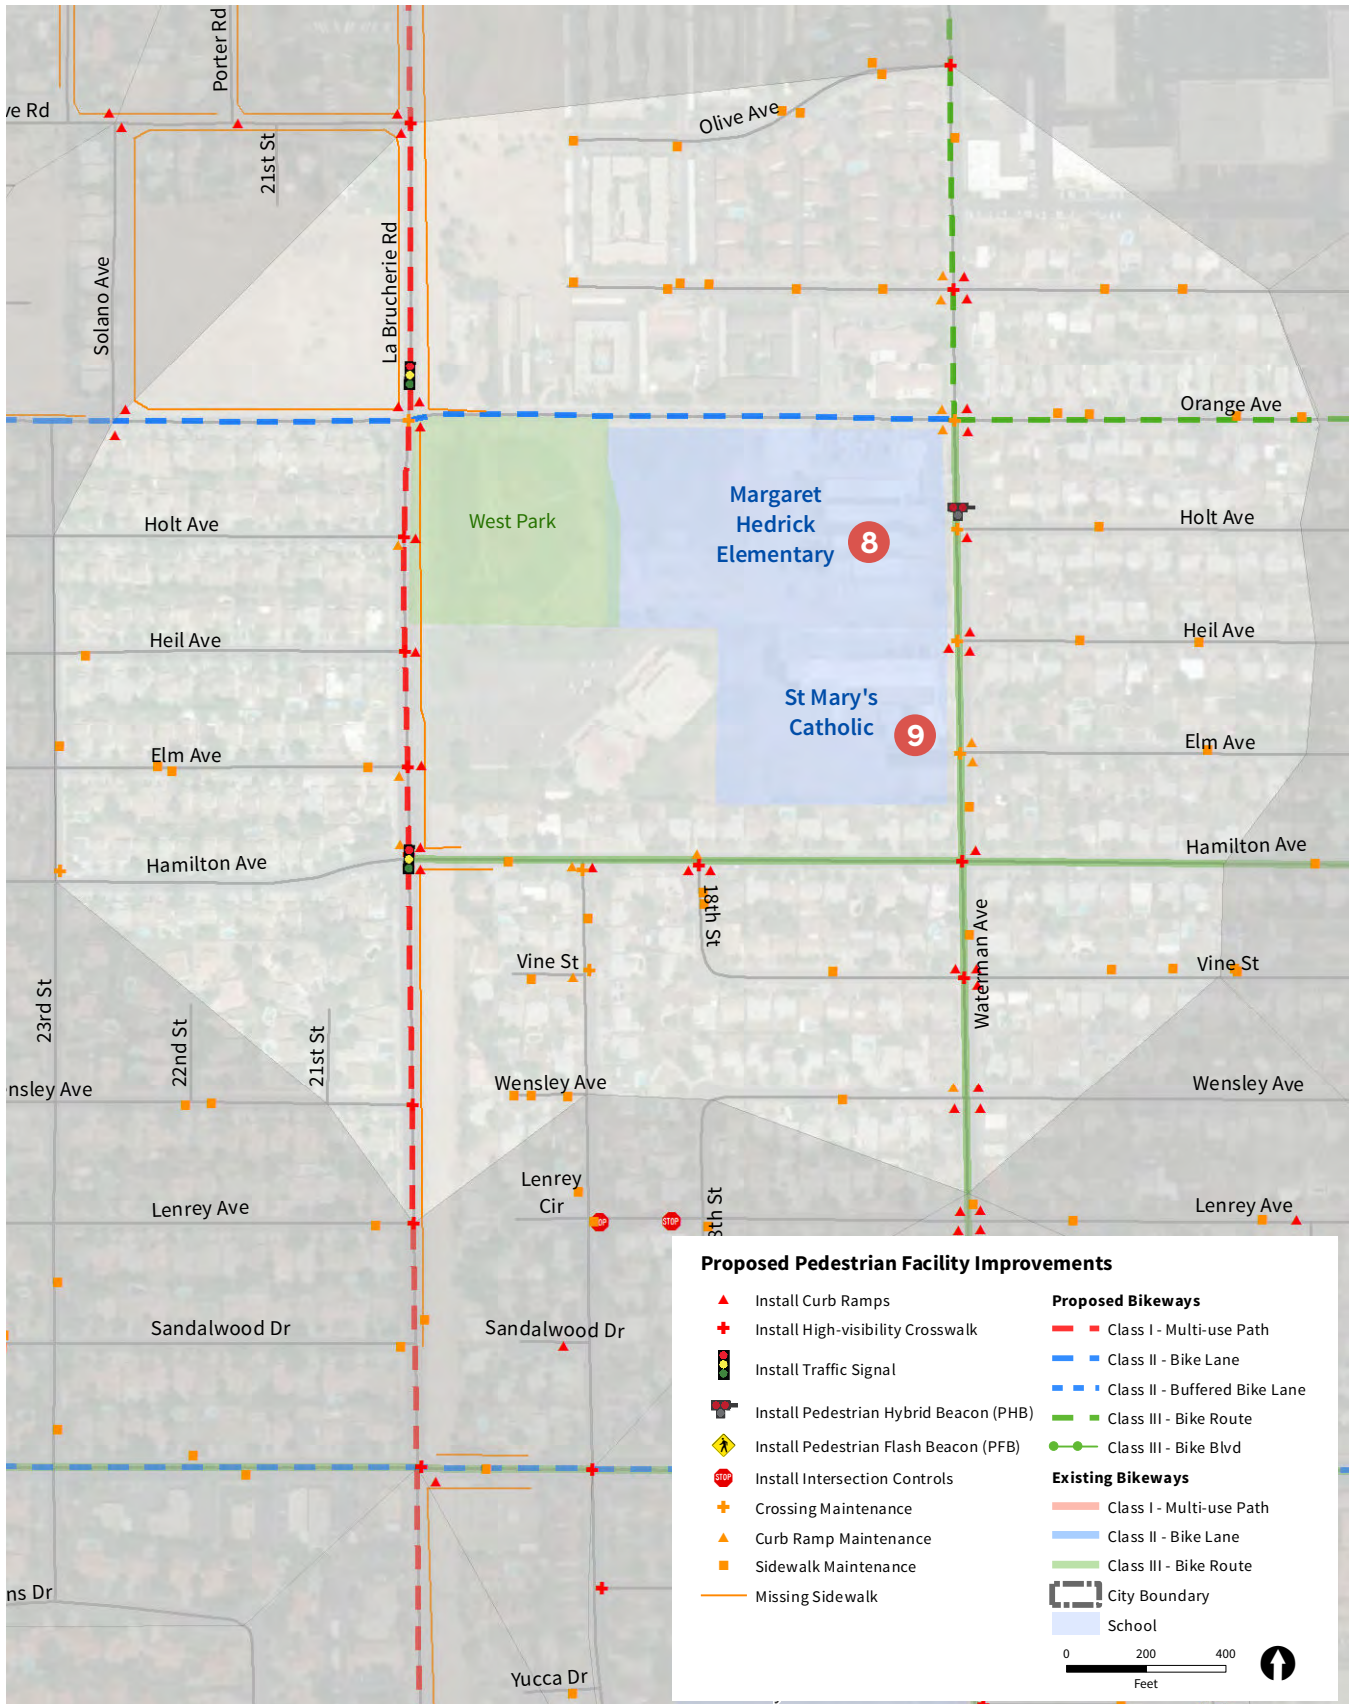 Porter Rd
ve Rd
21st St
Olive Ave
La Brucherie Rd
Solano Ave
Orange Ave
Margaret
Hedrick
Elementary
8
West Park
Holt Ave
Holt Ave
Heil Ave
Heil Ave
St Mary's
Catholic
9
Elm Ave
Elm Ave
Hamilton Ave
Hamilton Ave
18th St
Waterman Ave
Vine St
Vine St
23rd St
22nd St
21st St
ensley Ave
Wensley Ave
Wensley Ave
Lenrey
Cir
Lenrey Ave
Lenrey Ave
8th St
OP
STOP
Sandalwood Dr
Sandalwood Dr
ns Dr
Yucca Dr
Proposed Pedestrian Facility Improvements
Install Curb Ramps
Install High-visibility Crosswalk
Install Traffic Signal
Install Pedestrian Hybrid Beacon (PHB)
Install Pedestrian Flash Beacon (PFB)
STOP
Install Intersection Controls
Crossing Maintenance
Curb Ramp Maintenance
Sidewalk Maintenance
Missing Sidewalk
Proposed Bikeways
Class I - Multi-use Path
Class II - Bike Lane
Class II - Buffered Bike Lane
Class III - Bike Route
Class III - Bike Blvd
Existing Bikeways
Class I - Multi-use Path
Class II - Bike Lane
Class III - Bike Route
City Boundary
School
0 200 400
Feet